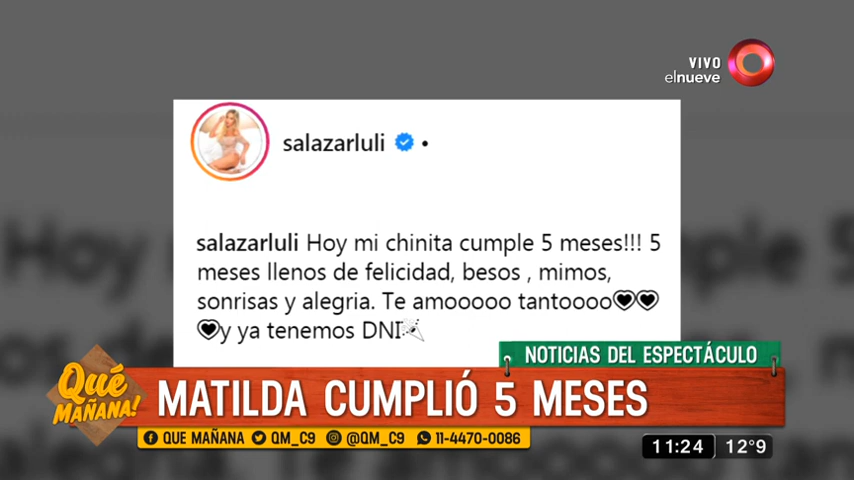 VIVO
elnueve
salazarluli •
salazarluli Hoy mi chinita cumple 5 meses!!! 5
meses llenos de felicidad, besos , mimos,
sonrisas y alegria. Te amooooo tantoooo🖤🖤
🖤y ya tenemos DNI🎉
NOTICIAS DEL ESPECTÁCULO
Qué
MAÑANA!
MATILDA CUMPLIÓ 5 MESES
QUE MAÑANA QM_C9 @QM_C9 11-4470-0086
11:24 12°9